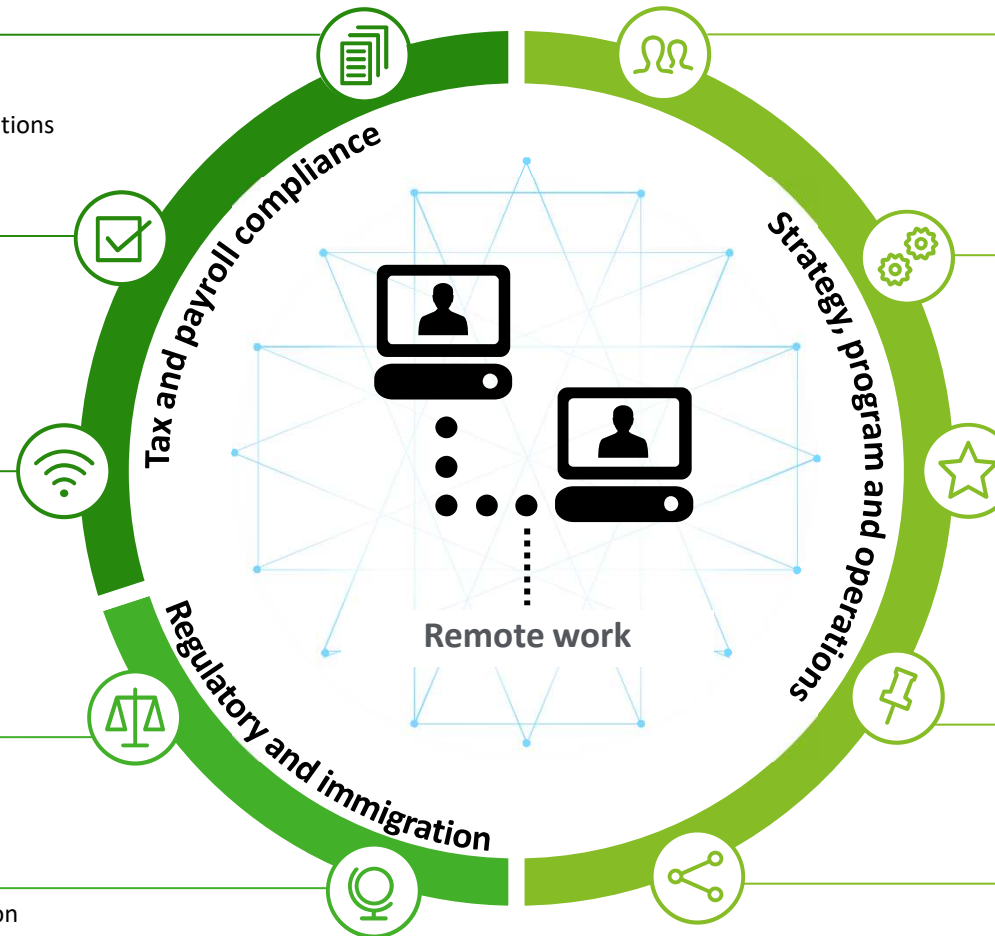 tions
Tax and payroll compliance
Strategy, program and operations
Remote work
Regulatory and immigration
on